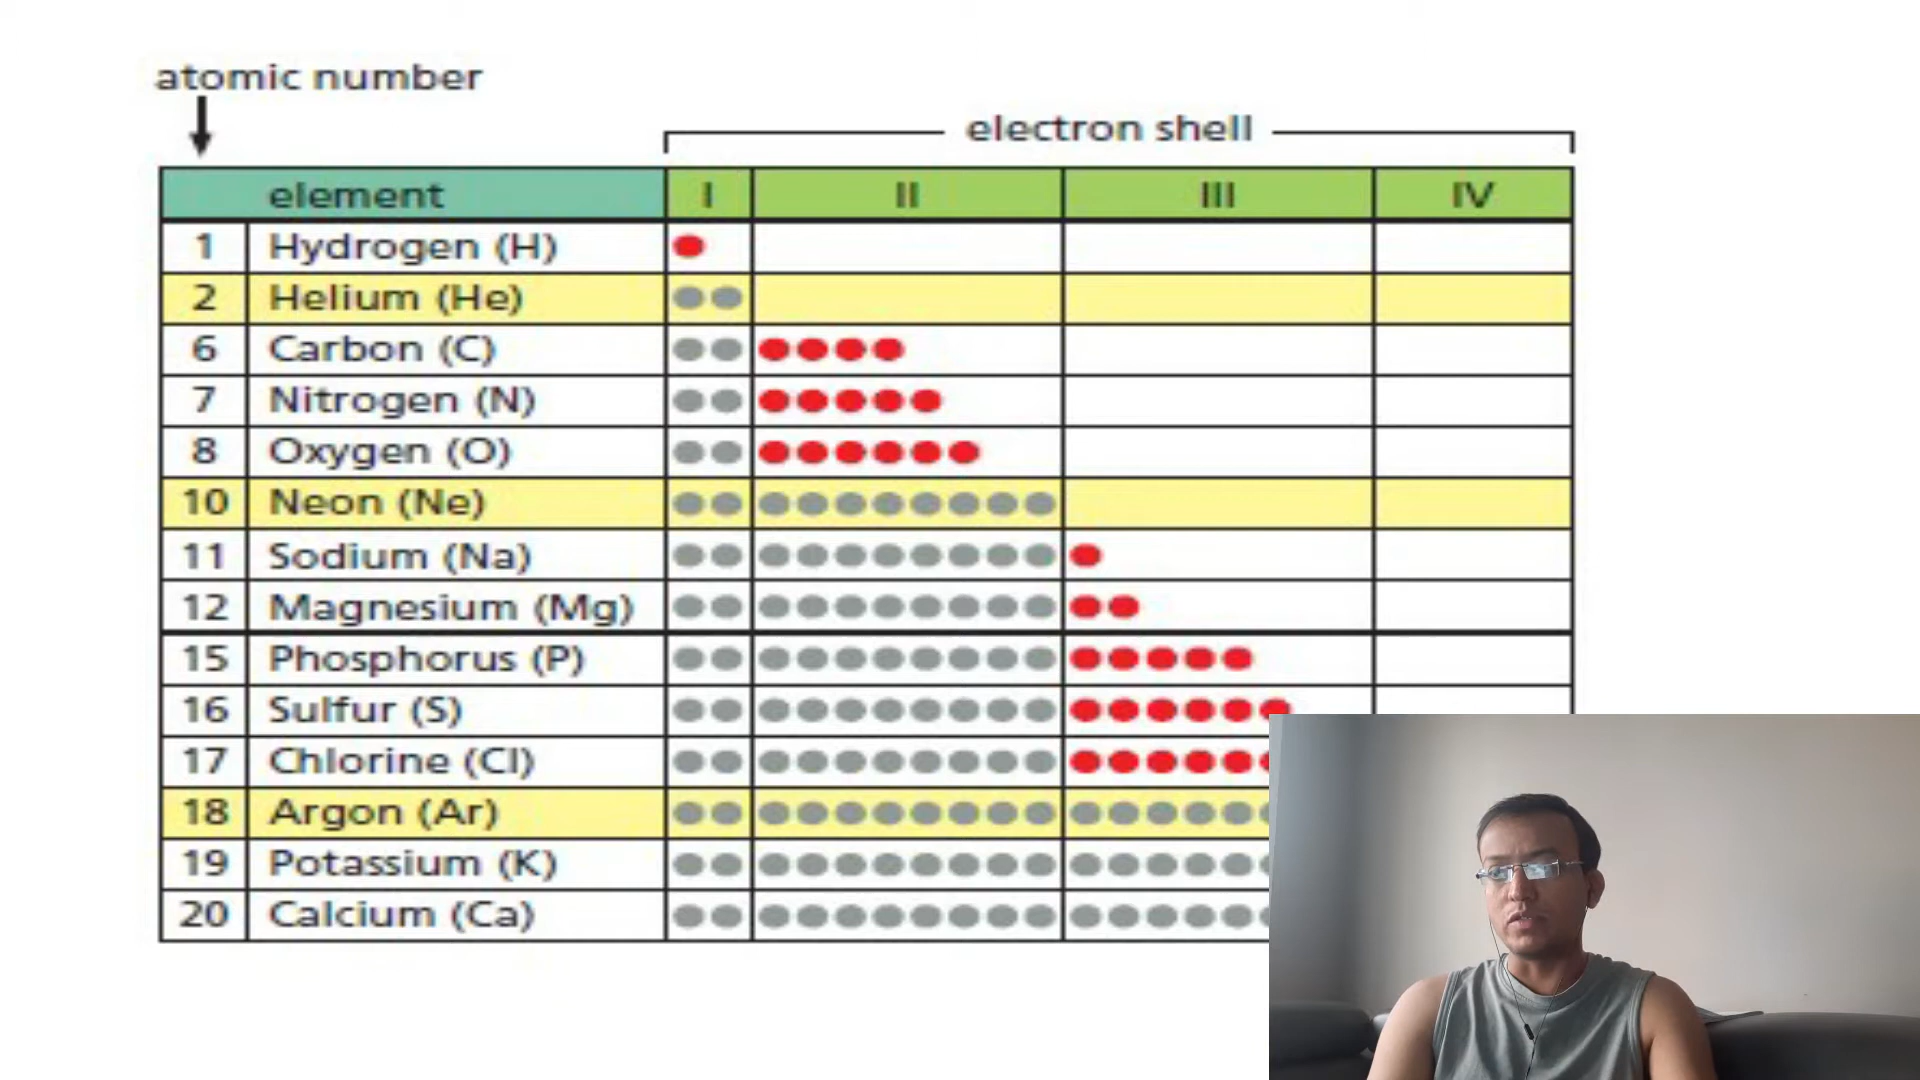 atomic number
electron shell
element I II III IV
1 Hydrogen (H)
2 Helium (He)
6 Carbon (C)
7 Nitrogen (N)
8 Oxygen (O)
10 Neon (Ne)
11 Sodium (Na)
12 Magnesium (Mg)
15 Phosphorus (P)
16 Sulfur (S)
17 Chlorine (Cl)
18 Argon (Ar)
19 Potassium (K)
20 Calcium (Ca)